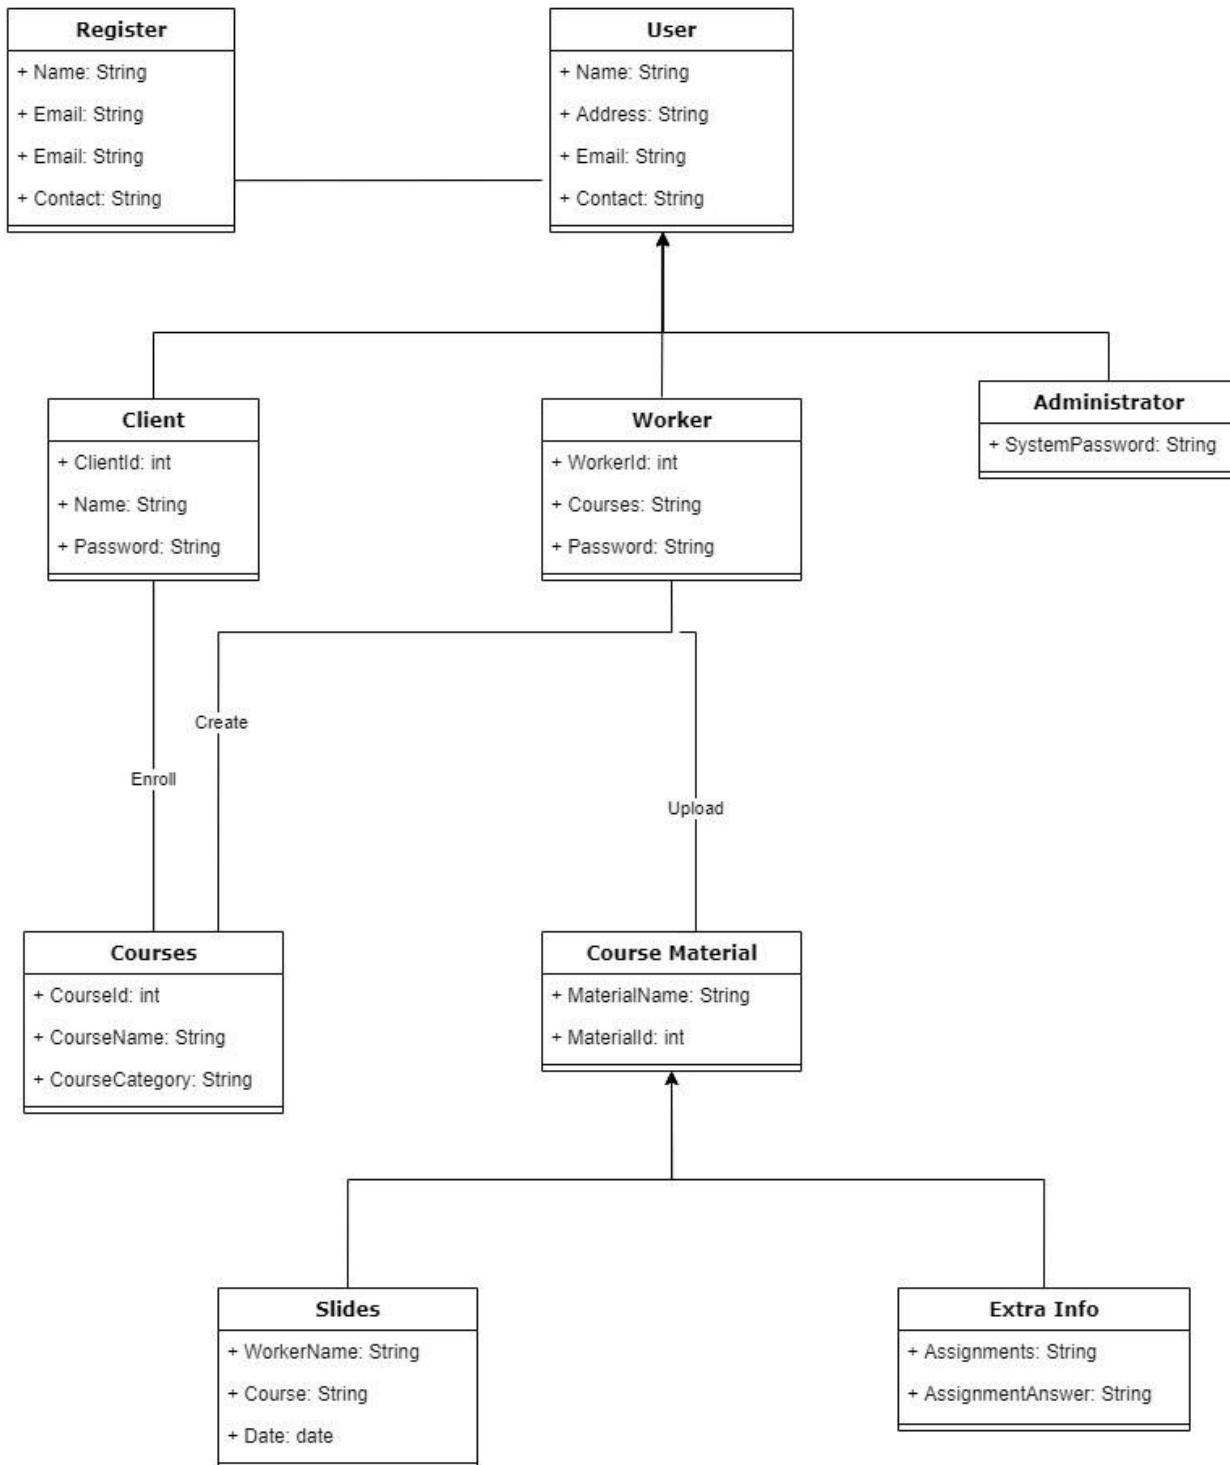 Register
+ Name: String
+ Email: String
+ Email: String
+ Contact: String
User
+ Name: String
+ Address: String
+ Email: String
+ Contact: String
Client
+ ClientId: int
+ Name: String
+ Password: String
Worker
+ WorkerId: int
+ Courses: String
+ Password: String
Administrator
+ SystemPassword: String
Create
Enroll
Upload
Courses
+ CourseId: int
+ CourseName: String
+ CourseCategory: String
Course Material
+ MaterialName: String
+ MaterialId: int
Slides
+ WorkerName: String
+ Course: String
+ Date: date
Extra Info
+ Assignments: String
+ AssignmentAnswer: String